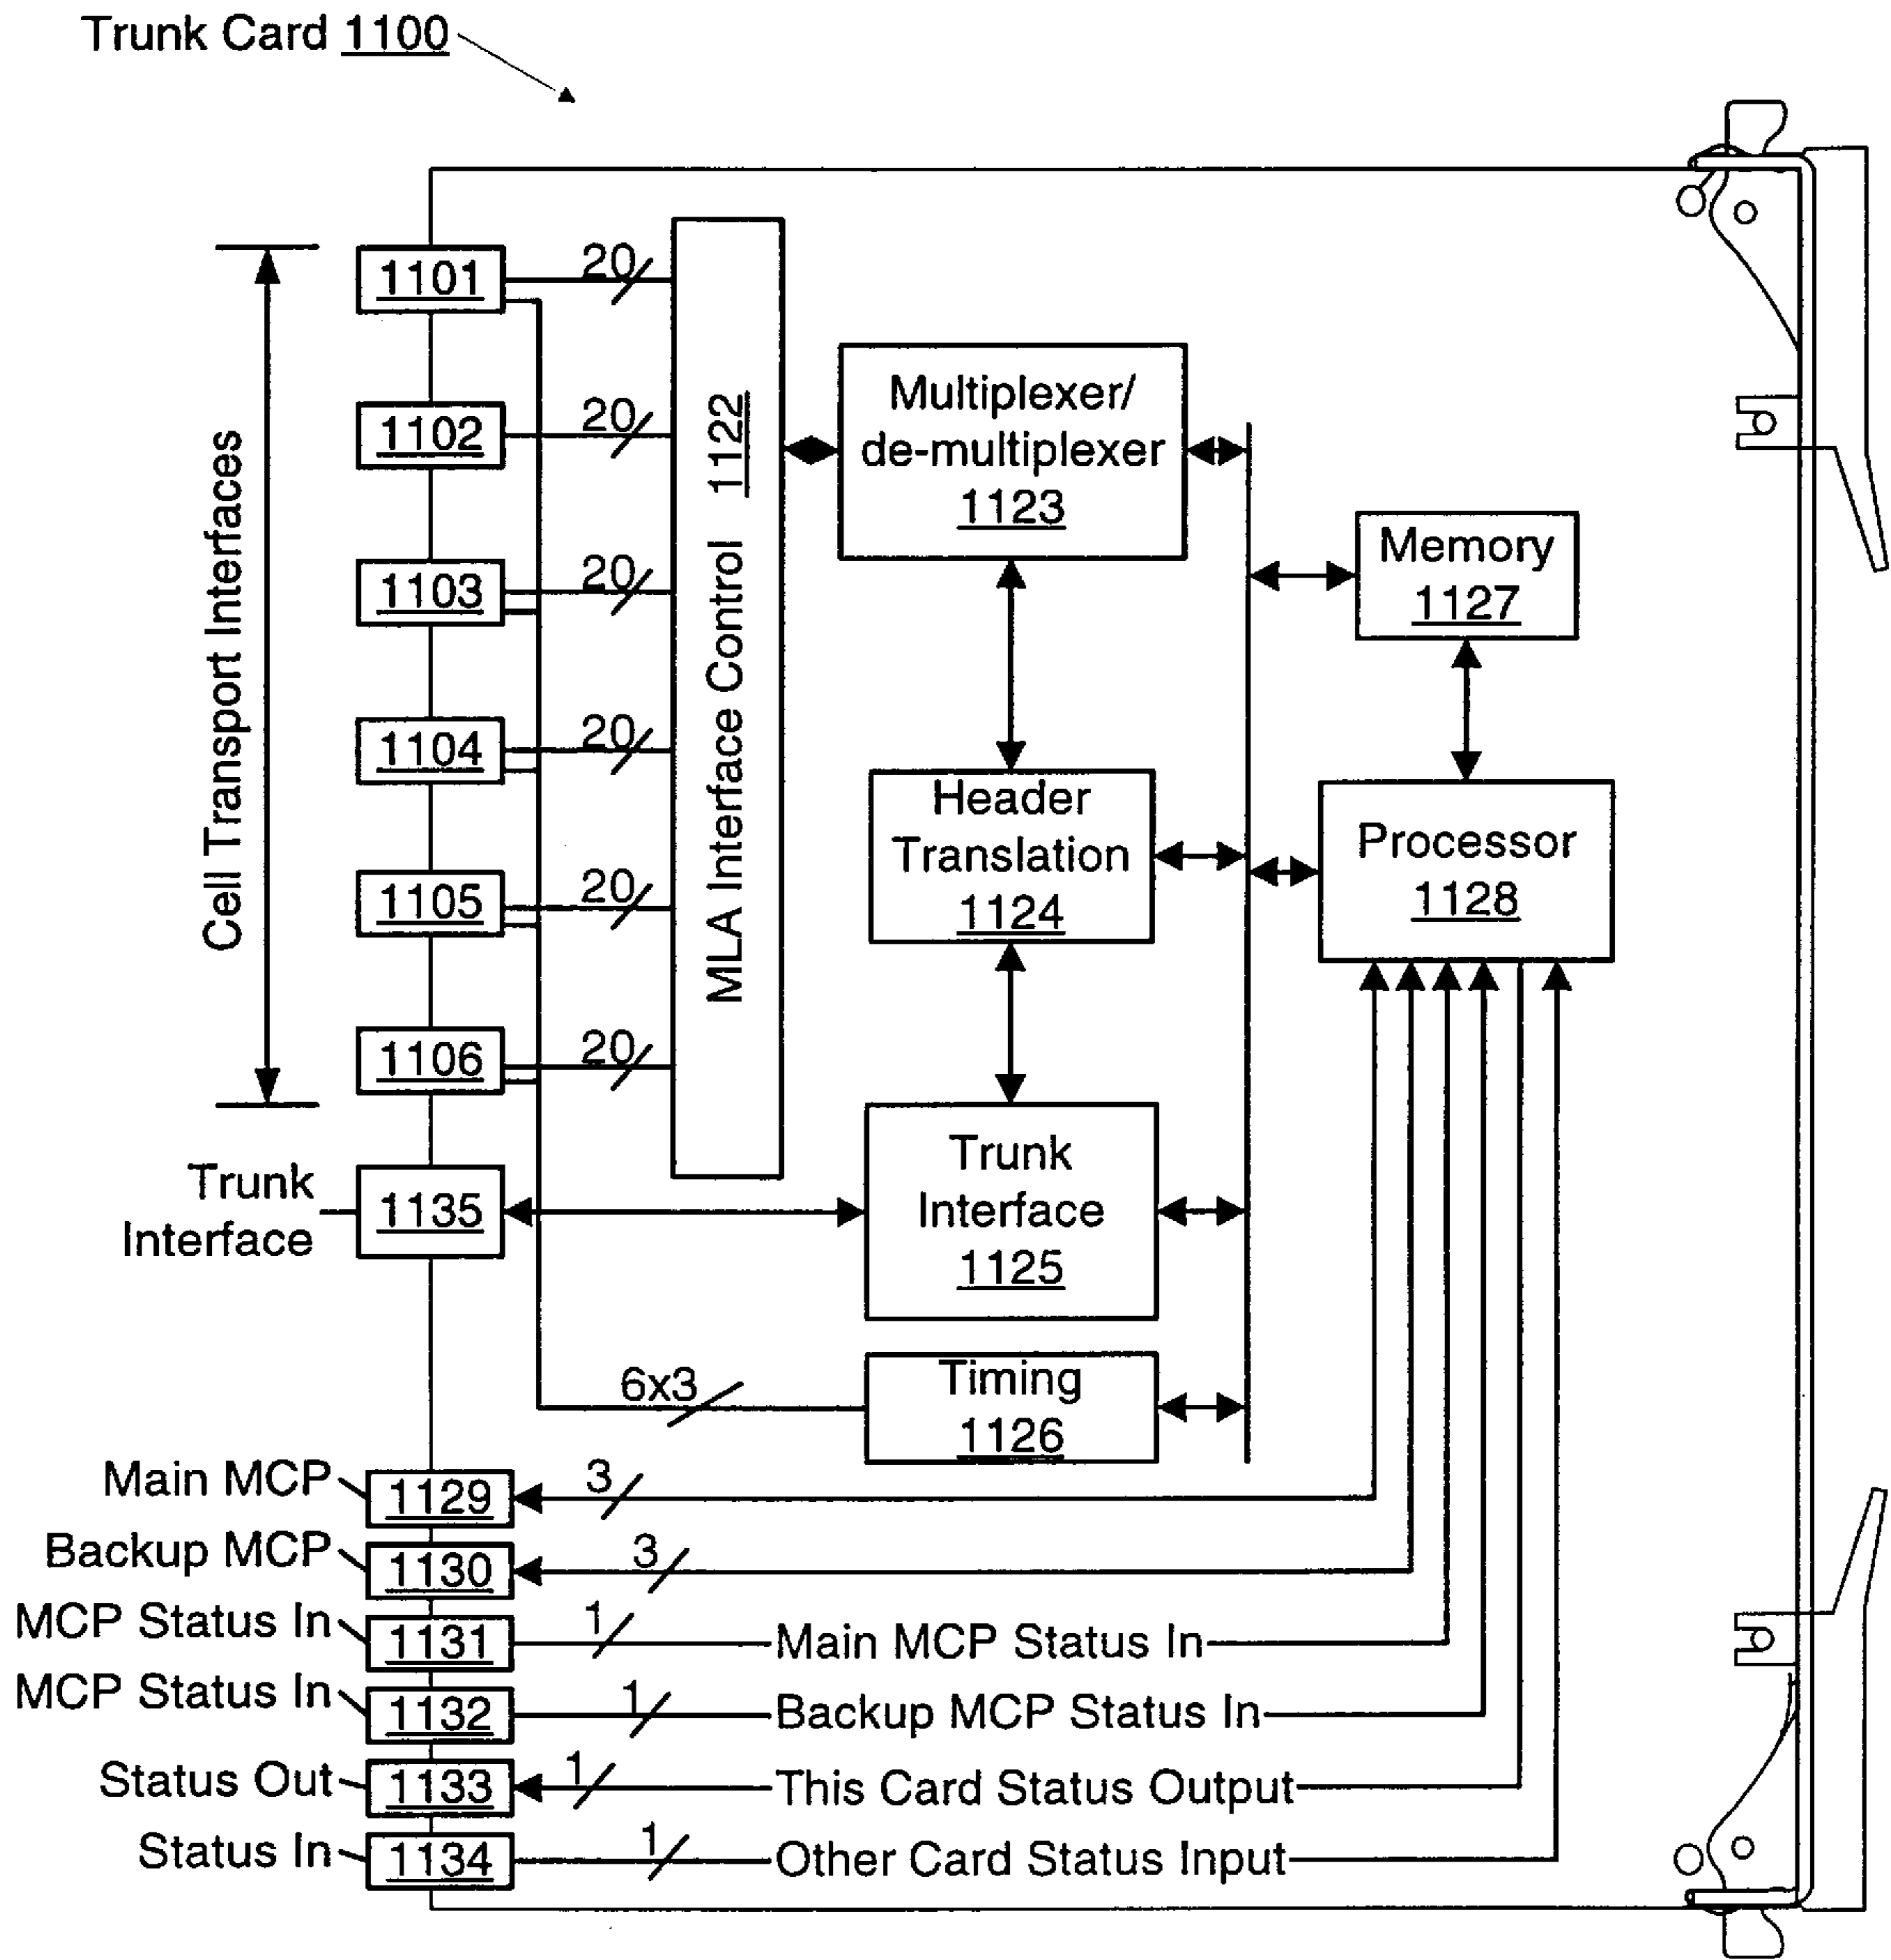 Trunk Card 1100
Cell Transport Interfaces
1101
20
1102
20
1103
20
1104
20
1105
20
1106
20
MLA Interface Control 1122
Multiplexer/
de-multiplexer
1123
Memory
1127
Header
Translation
1124
Processor
1128
Trunk
Interface
1135
Trunk
Interface
1125
6x3
Timing
1126
Main MCP
1129
3
Backup MCP
1130
3
MCP Status In
1131
1
Main MCP Status In
MCP Status In
1132
1
Backup MCP Status In
Status Out
1133
1
This Card Status Output
Status In
1134
1
Other Card Status Input